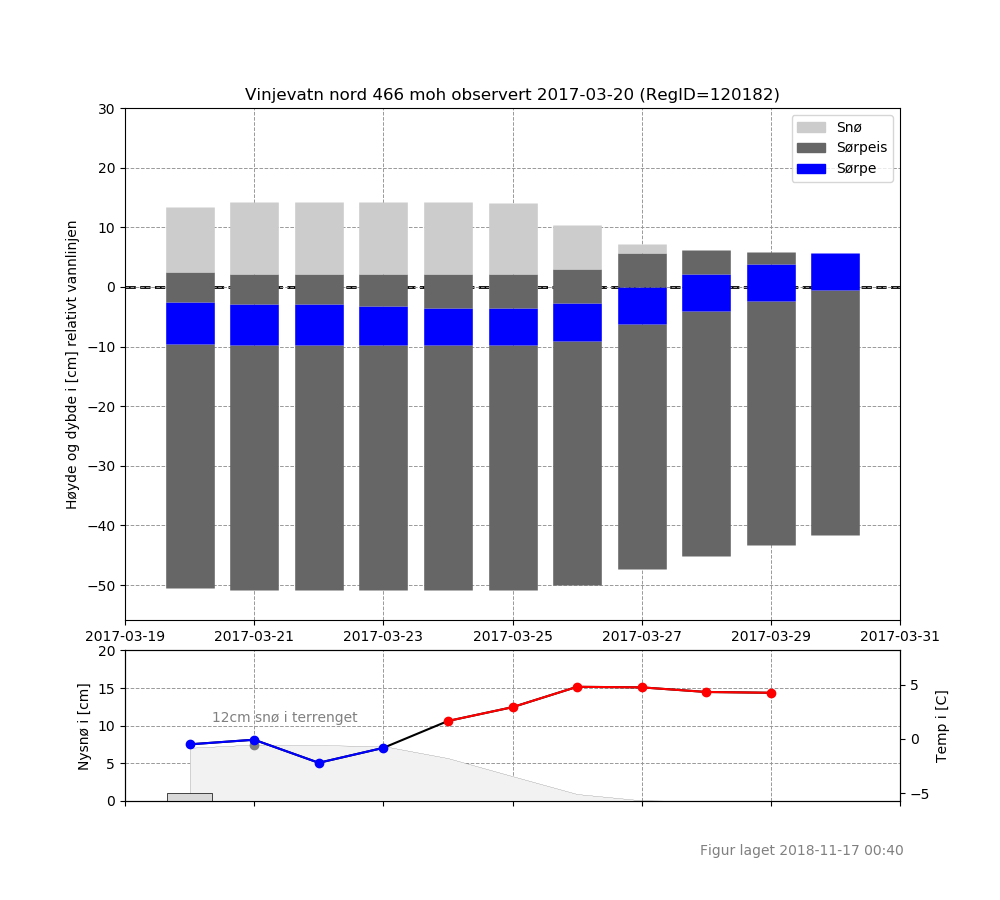 Vinjevatn nord 466 moh observert 2017-03-20 (RegID=120182)
Snø
Sørpeis
Sørpe
Høyde og dybde i [cm] relativt vannlinjen
30
20
10
0
−10
−20
−30
−40
−50
2017-03-19 2017-03-21 2017-03-23 2017-03-25 2017-03-27 2017-03-29 2017-03-31
Nysnø i [cm]
20
15
10
5
0
12cm snø i terrenget
5
0
−5
Temp i [C]
Figur laget 2018-11-17 00:40